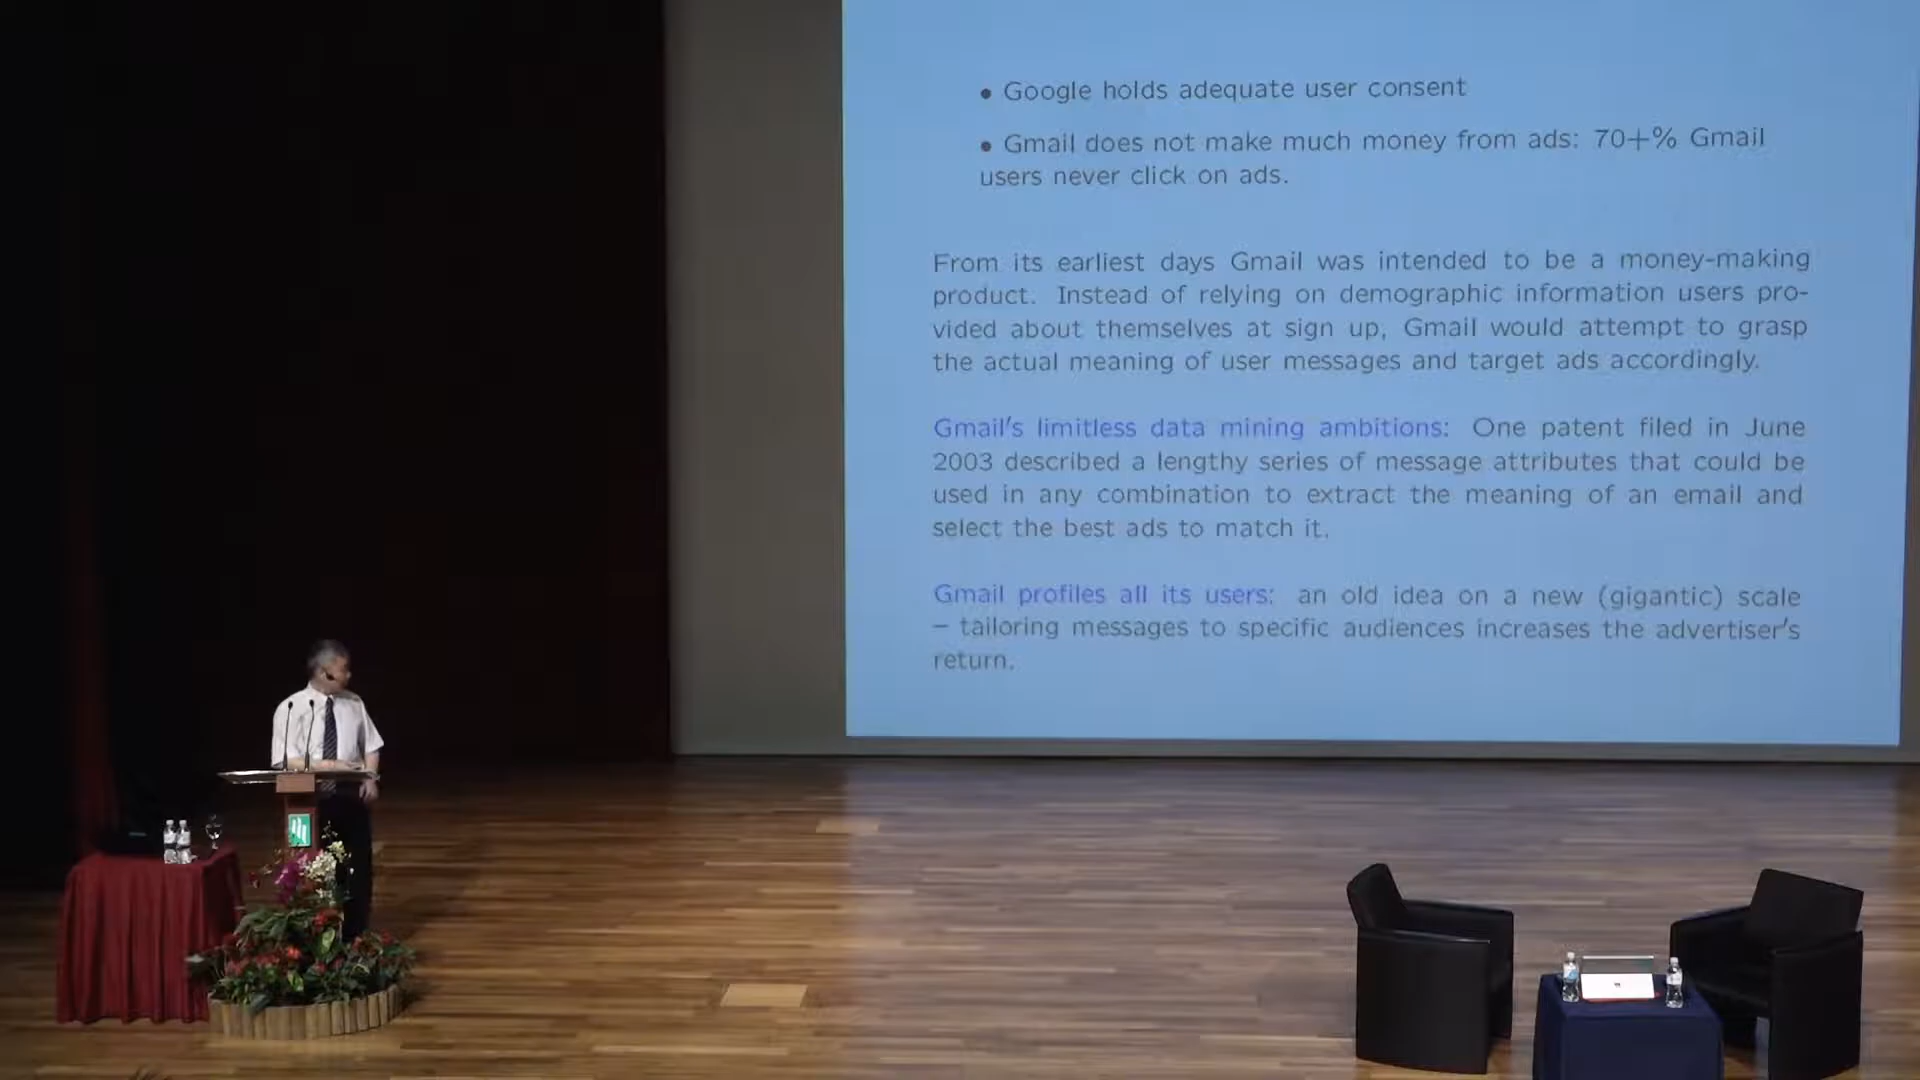 • Google holds adequate user consent
• Gmail does not make much money from ads: 70+% Gmail
users never click on ads.
From its earliest days Gmail was intended to be a money-making
product. Instead of relying on demographic information users pro-
vided about themselves at sign up, Gmail would attempt to grasp
the actual meaning of user messages and target ads accordingly.
Gmail's limitless data mining ambitions: One patent filed in June
2003 described a lengthy series of message attributes that could be
used in any combination to extract the meaning of an email and
select the best ads to match it.
Gmail profiles all its users: an old idea on a new (gigantic) scale
– tailoring messages to specific audiences increases the advertiser's
return.